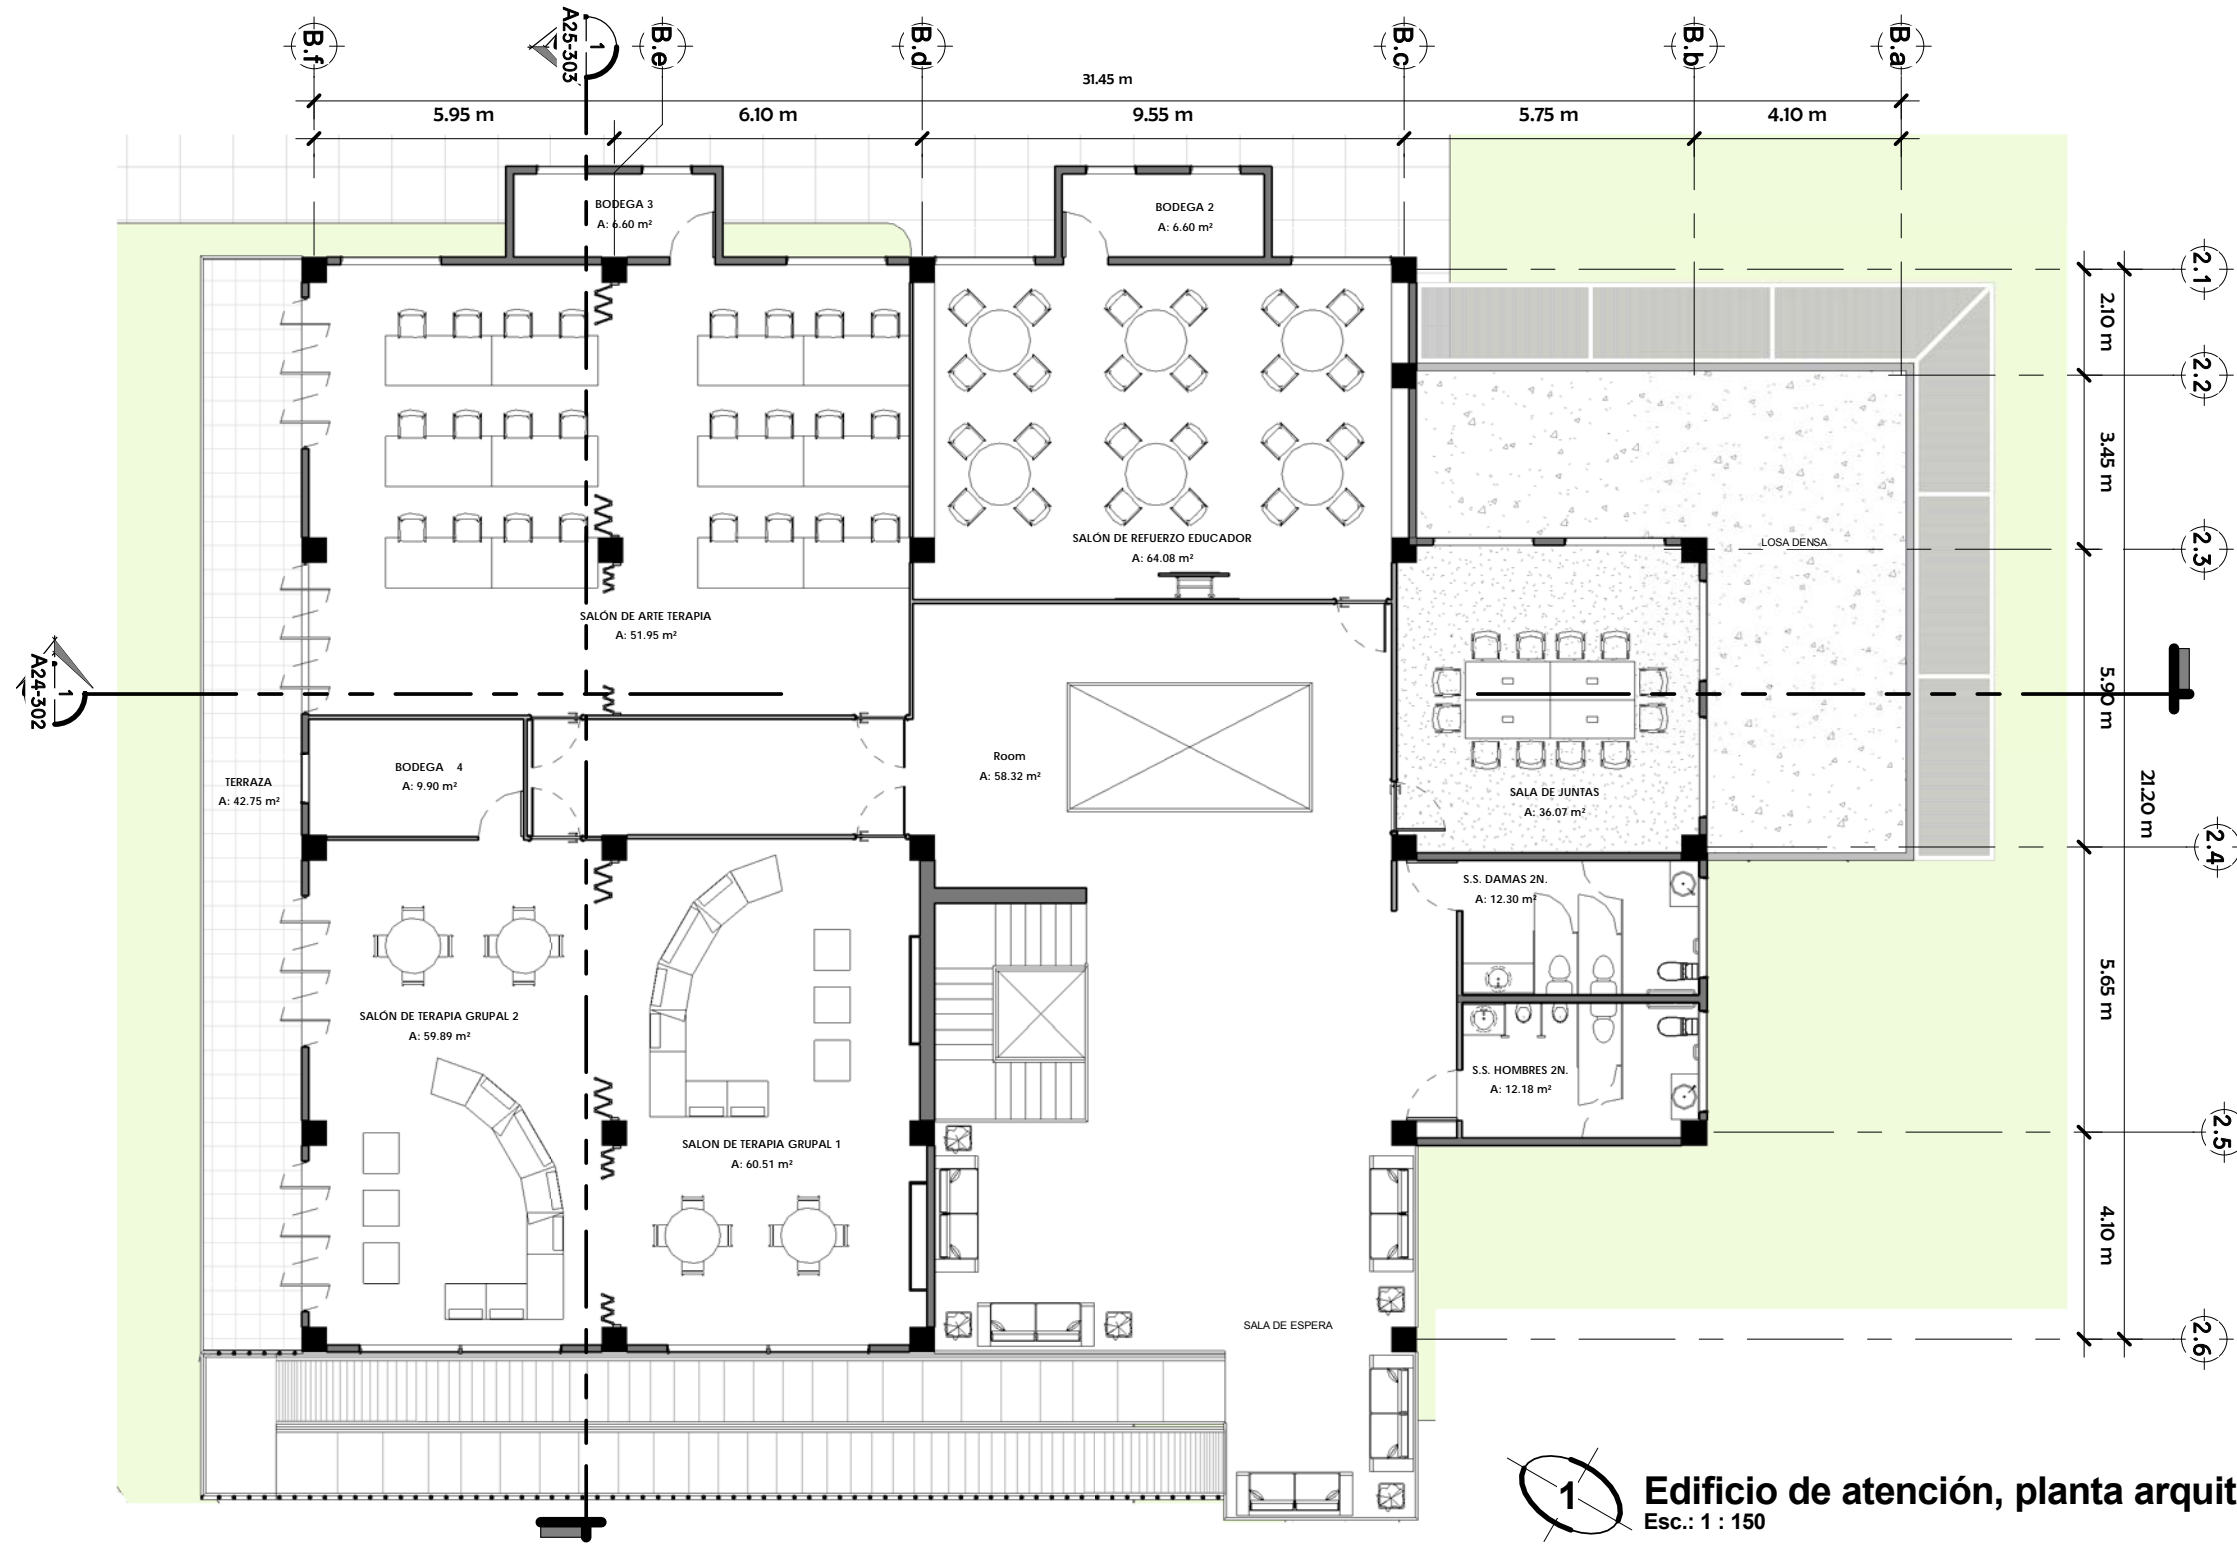 B.f
1
A25-303
B.e
B.d
B.c
B.b
B.a
31.45 m
5.95 m
6.10 m
9.55 m
5.75 m
4.10 m
BODEGA 3
A: 6.60 m²
BODEGA 2
A: 6.60 m²
2.1
2.10 m
2.2
3.45 m
SALÓN DE REFUERZO EDUCADOR
A: 64.08 m²
LOSA DENSA
2.3
SALÓN DE ARTE TERAPIA
A: 51.95 m²
1
A24-302
5.90 m
TERRAZA
A: 42.75 m²
BODEGA 4
A: 9.90 m²
Room
A: 58.32 m²
SALA DE JUNTAS
A: 36.07 m²
21.20 m
2.4
S.S. DAMAS 2N.
A: 12.30 m²
5.65 m
SALÓN DE TERAPIA GRUPAL 2
A: 59.89 m²
S.S. HOMBRES 2N.
A: 12.18 m²
SALON DE TERAPIA GRUPAL 1
A: 60.51 m²
2.5
4.10 m
SALA DE ESPERA
2.6
1
Edificio de atención, planta arquit
Esc.: 1 : 150